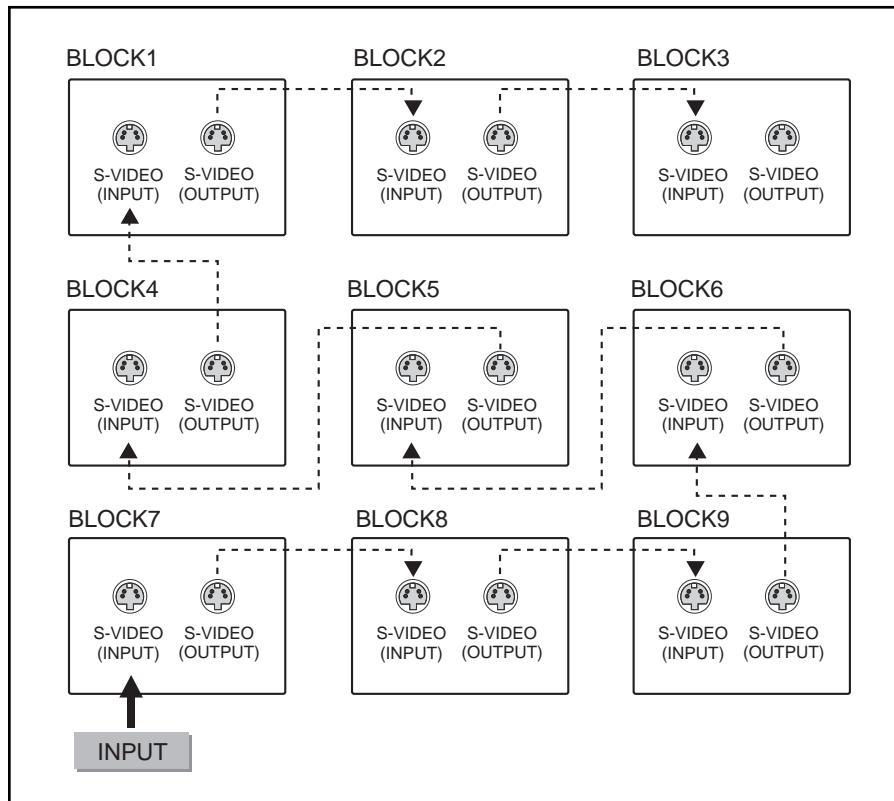 BLOCK1 BLOCK2 BLOCK3
S-VIDEO S-VIDEO S-VIDEO S-VIDEO S-VIDEO S-VIDEO
(INPUT) (OUTPUT) (INPUT) (OUTPUT) (INPUT) (OUTPUT)
BLOCK4 BLOCK5 BLOCK6
S-VIDEO S-VIDEO S-VIDEO S-VIDEO S-VIDEO S-VIDEO
(INPUT) (OUTPUT) (INPUT) (OUTPUT) (INPUT) (OUTPUT)
BLOCK7 BLOCK8 BLOCK9
S-VIDEO S-VIDEO S-VIDEO S-VIDEO S-VIDEO S-VIDEO
(INPUT) (OUTPUT) (INPUT) (OUTPUT) (INPUT) (OUTPUT)
INPUT